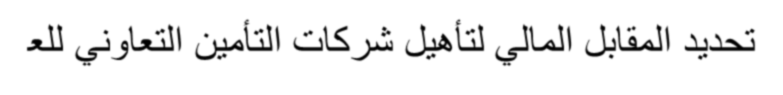 تحديد المقابل المالي لتأهيل شركات التأمين التعاوني للع